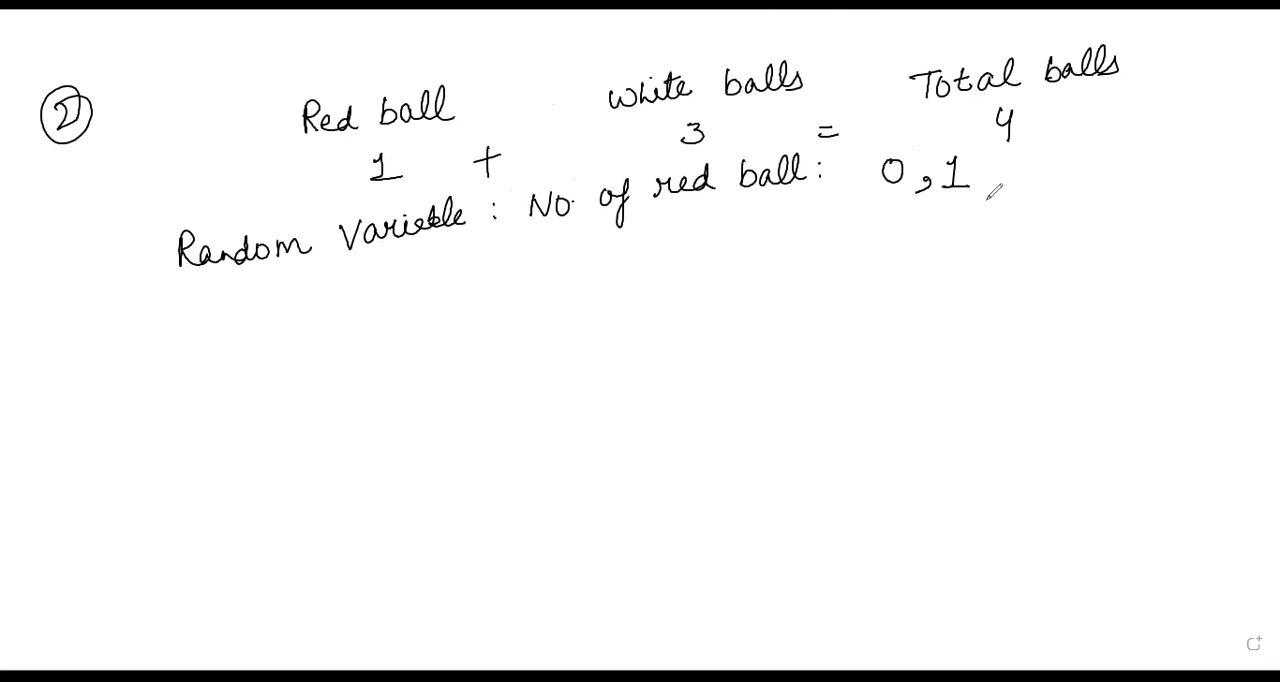 ② Red ball White balls Total balls
1 + 3 = 4
Random Variable : No. of red ball : 0, 1